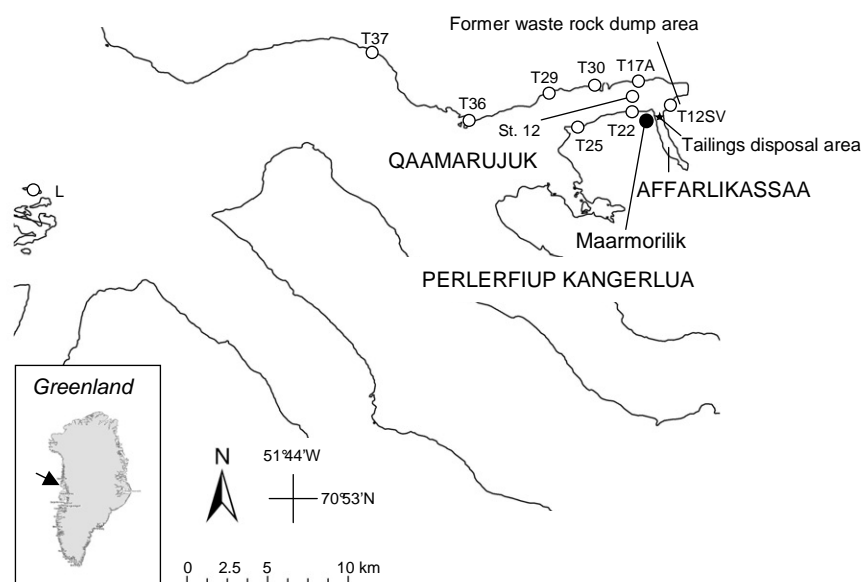 Former waste rock dump area
T37
T17A
T30
T29
T36
T12SV
St. 12
T22
Tailings disposal area
T25
QAAMARUJUK
AFFARLIKASSAA
L
Maarmorilik
PERLERFIUP KANGERLUA
Greenland
N
51°44'W
70°53'N
0 2.5 5 10 km